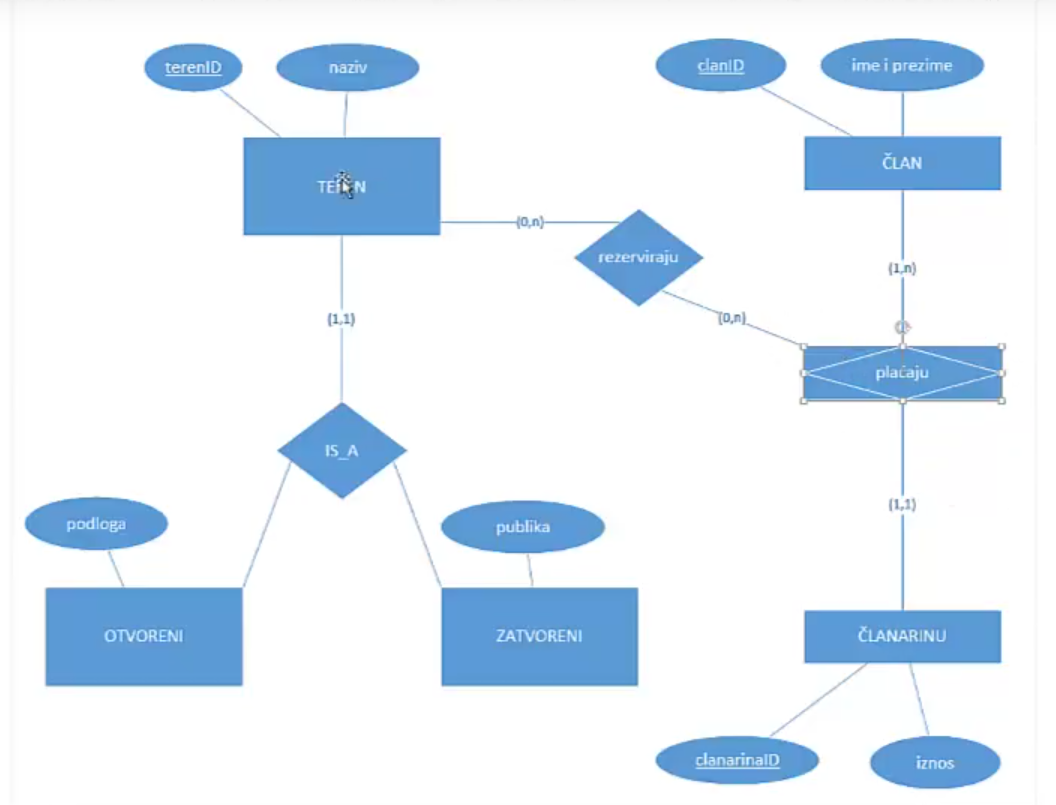 terenID
naziv
clanID
ime i prezime
ČLAN
(0,n)
rezerviraju
(1,n)
(1,1)
(0,n)
plaćaju
IS_A
podloga
publika
(1,1)
OTVORENI
ZATVORENI
ČLANARINU
clanarinaID
iznos